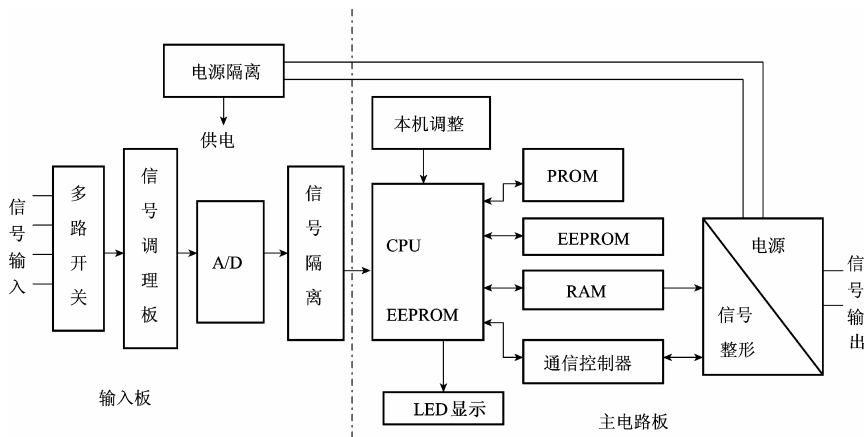 电源隔离
供电
本机调整
信号输入
多路开关
信号调理板
A/D
信号隔离
CPU
EEPROM
PROM
EEPROM
RAM
通信控制器
电源
信号
整形
信号输出
LED显示
输入板
主电路板